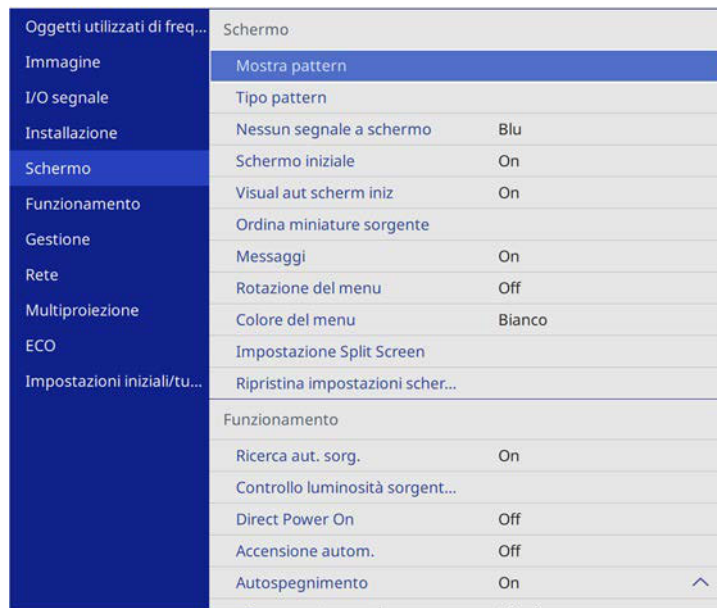 Oggetti utilizzati di freq...
Immagine
I/O segnale
Installazione
Schermo
Funzionamento
Gestione
Rete
Multiproiezione
ECO
Impostazioni iniziali/tu...
Schermo
Mostra pattern
Tipo pattern
Nessun segnale a schermo Blu
Schermo iniziale On
Visual aut scherm iniz On
Ordina miniature sorgente
Messaggi On
Rotazione del menu Off
Colore del menu Bianco
Impostazione Split Screen
Ripristina impostazioni scher...
Funzionamento
Ricerca aut. sorg. On
Controllo luminosità sorgent...
Direct Power On Off
Accensione autom. Off
Autospegnimento On